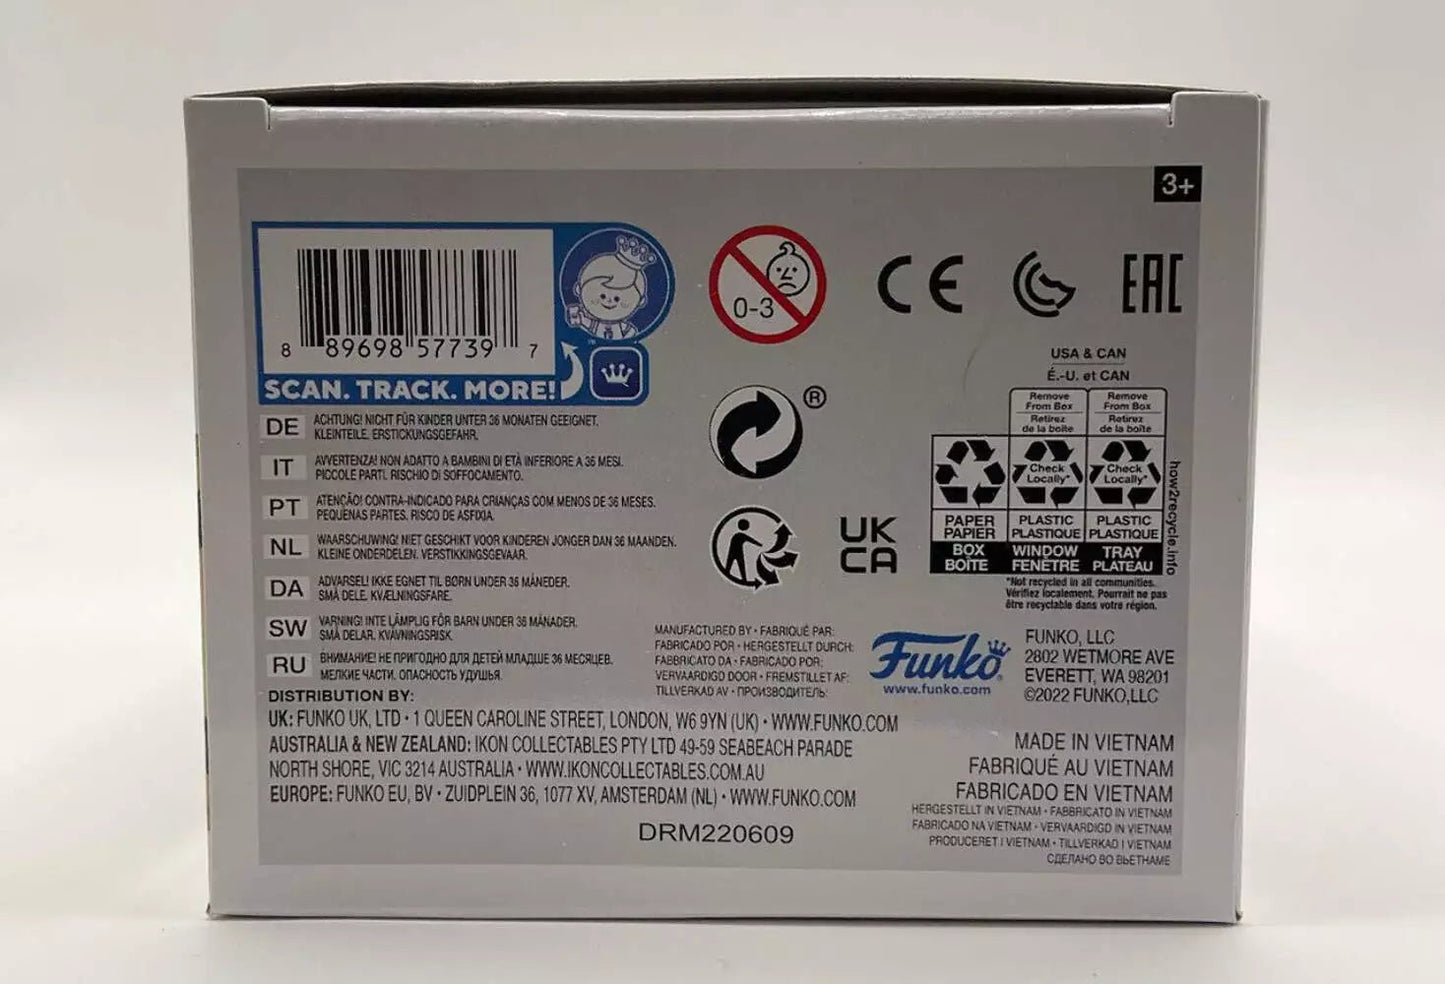 3+
8 89698 57739 7
SCAN. TRACK. MORE!
0-3
CE
EAC
DE ACHTUNG! NICHT FÜR KINDER UNTER 36 MONATEN GEEIGNET.
KLEINTEILE. ERSTICKUNGSGEFAHR.
IT AVVERTENZA! NON ADATTO A BAMBINI DI ETÀ INFERIORE A 36 MESI.
PICCOLE PARTI. RISCHIO DI SOFFOCAMENTO.
PT ATENÇÃO! CONTRA-INDICADO PARA CRIANÇAS COM MENOS DE 36 MESES.
PEQUENAS PARTES. RISCO DE ASFIXIA.
NL WAARSCHUWING! NIET GESCHIKT VOOR KINDEREN JONGER DAN 36 MAANDEN.
KLEINE ONDERDELEN. VERSTIKKINGSGEVAAR.
DA ADVARSEL! IKKE EGNET TIL BØRN UNDER 36 MÅNEDER.
SMÅ DELE. KVÆLNINGSFARE.
SW VARNING! INTE LÄMPLIG FÖR BARN UNDER 36 MÅNADER.
SMÅ DELAR. KVÄVNINGSRISK.
RU ВНИМАНИЕ! НЕ ПРИГОДНО ДЛЯ ДЕТЕЙ МЛАДШЕ 36 МЕСЯЦЕВ.
МЕЛКИЕ ЧАСТИ. ОПАСНОСТЬ УДУШЬЯ.
®
UK
CA
USA & CAN
É.-U. et CAN
Remove From Box
Retirez de la boîte
Remove From Box
Retirez de la boîte
Check Locally*
Check Locally*
PAPER
PAPIER
BOX
BOÎTE
PLASTIC
PLASTIQUE
WINDOW
FENÊTRE
PLASTIC
PLASTIQUE
TRAY
PLATEAU
how2recycle.info
*Not recycled in all communities.
Vérifiez localement. Pourrait ne pas
être recyclable dans votre région.
MANUFACTURED BY • FABRIQUÉ PAR:
FABRICADO POR • HERGESTELLT DURCH:
FABBRICATO DA • FABRICADO POR:
VERVAARDIGD DOOR • FREMSTILLET AF:
TILLVERKAD AV • ПРОИЗВОДИТЕЛЬ:
Funko
www.funko.com
FUNKO, LLC
2802 WETMORE AVE
EVERETT, WA 98201
©2022 FUNKO,LLC
DISTRIBUTION BY:
UK: FUNKO UK, LTD • 1 QUEEN CAROLINE STREET, LONDON, W6 9YN (UK) • WWW.FUNKO.COM
AUSTRALIA & NEW ZEALAND: IKON COLLECTABLES PTY LTD 49-59 SEABEACH PARADE
NORTH SHORE, VIC 3214 AUSTRALIA • WWW.IKONCOLLECTABLES.COM.AU
EUROPE: FUNKO EU, BV • ZUIDPLEIN 36, 1077 XV, AMSTERDAM (NL) • WWW.FUNKO.COM
DRM220609
MADE IN VIETNAM
FABRIQUÉ AU VIETNAM
FABRICADO EN VIETNAM
HERGESTELLT IN VIETNAM • FABBRICATO IN VIETNAM
FABRICADO NA VIETNAM • VERVAARDIGD IN VIETNAM
PRODUCERET I VIETNAM • TILLVERKAD I VIETNAM
СДЕЛАНО ВО ВЬЕТНАМЕ